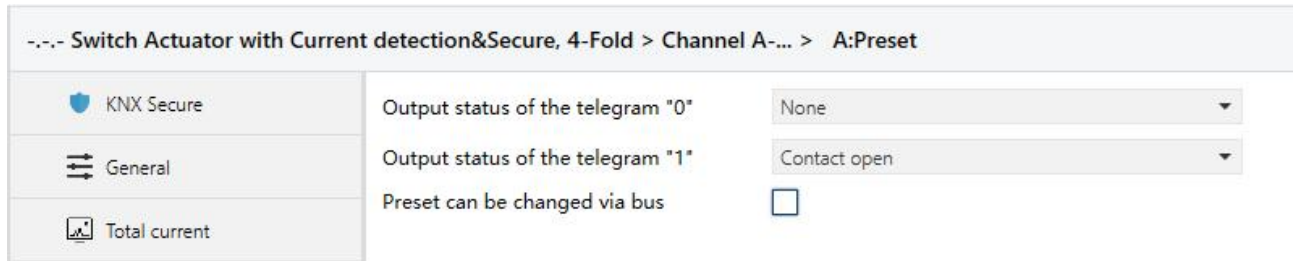 -.-.- Switch Actuator with Current detection&Secure, 4-Fold > Channel A-... > A:Preset
KNX Secure
Output status of the telegram "0"
None
General
Output status of the telegram "1"
Contact open
Preset can be changed via bus
Total current